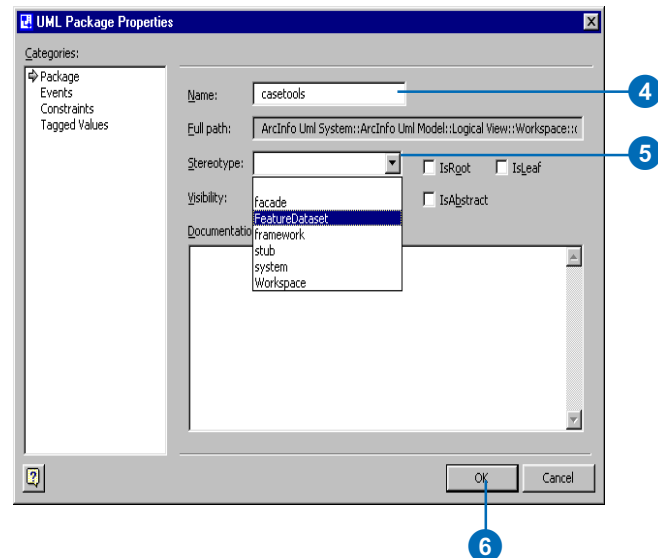 UML Package Properties
Categories:
Package
Events
Constraints
Tagged Values
Name: casetools
4
Full path: ArcInfo Uml System::ArcInfo Uml Model::Logical View::Workspace::c
Stereotype:
5
IsRoot IsLeaf
Visibility:
IsAbstract
facade
FeatureDataset
framework
stub
system
Workspace
Documentatio
OK Cancel
6